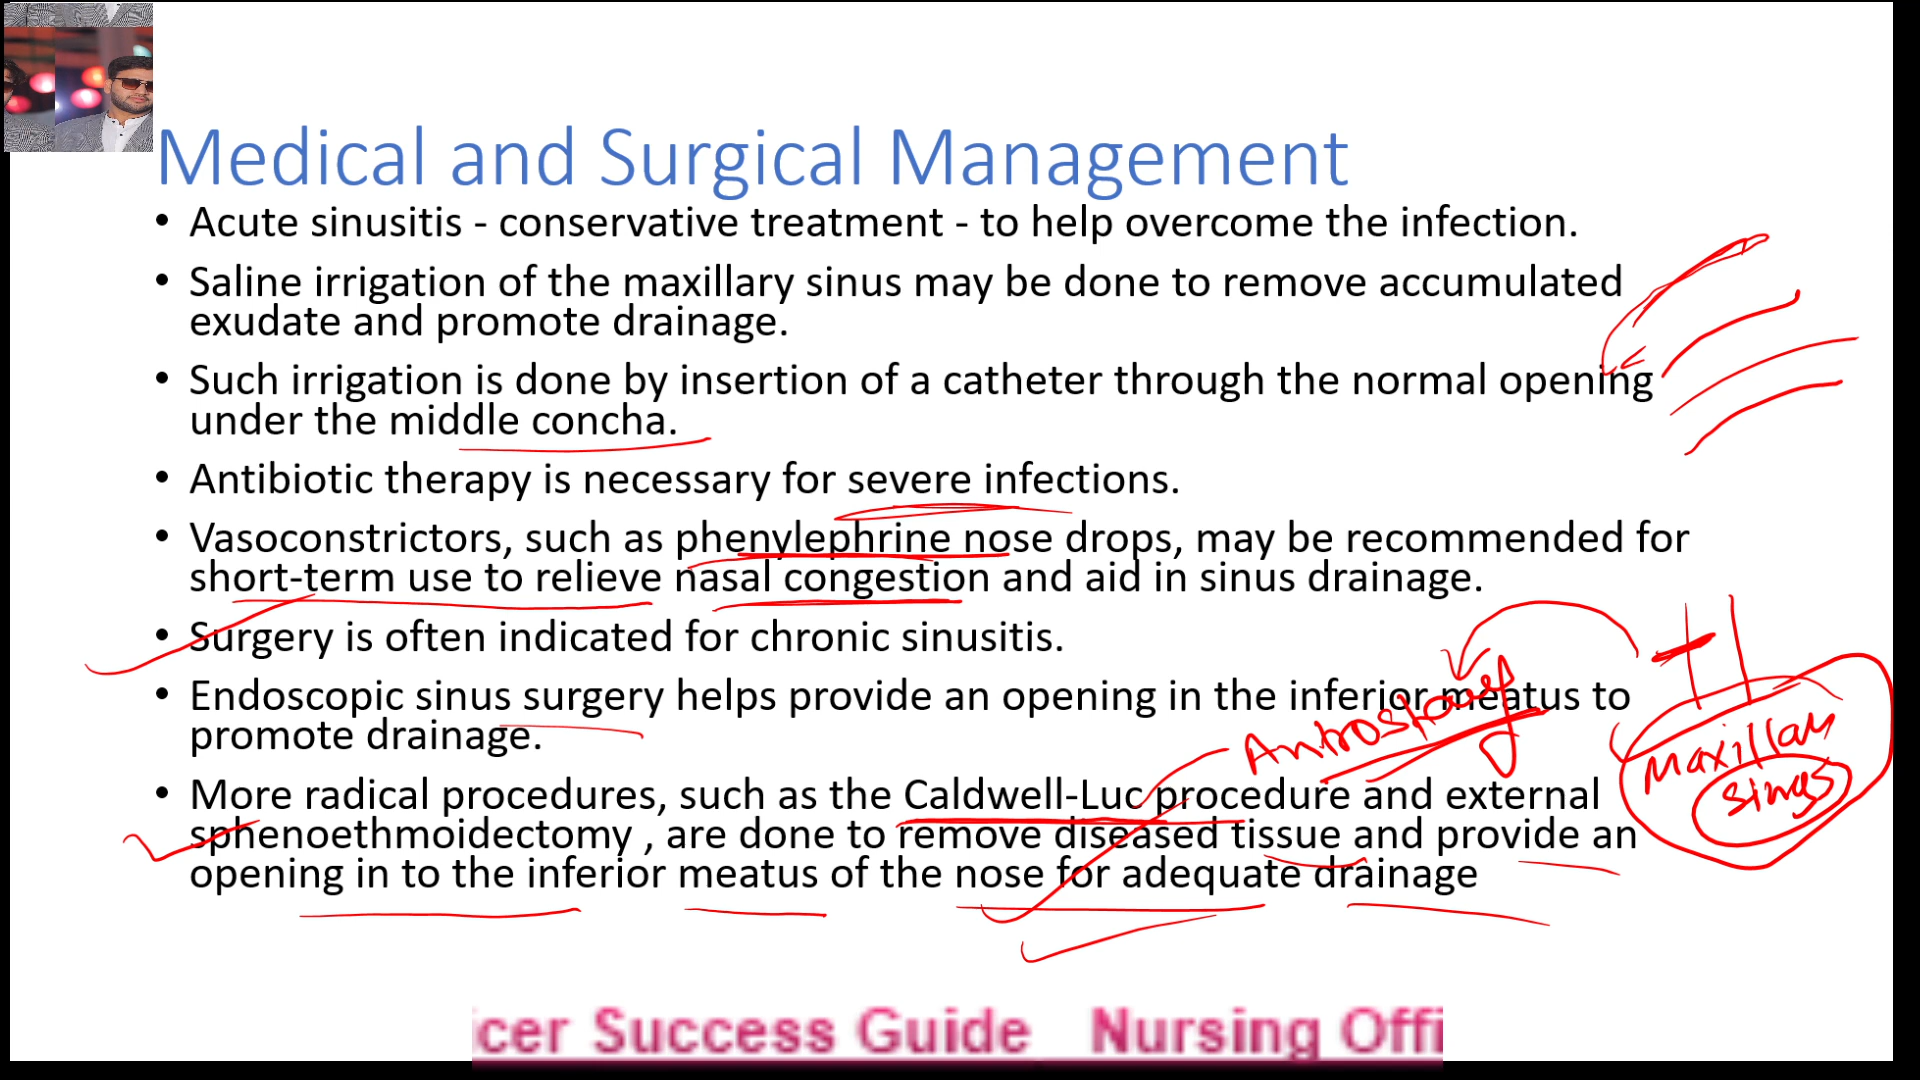 Medical and Surgical Management
• Acute sinusitis - conservative treatment - to help overcome the infection.
• Saline irrigation of the maxillary sinus may be done to remove accumulated
exudate and promote drainage.
• Such irrigation is done by insertion of a catheter through the normal opening
under the middle concha.
• Antibiotic therapy is necessary for severe infections.
• Vasoconstrictors, such as phenylephrine nose drops, may be recommended for
short-term use to relieve nasal congestion and aid in sinus drainage.
• Surgery is often indicated for chronic sinusitis.
• Endoscopic sinus surgery helps provide an opening in the inferior meatus to
promote drainage.
• More radical procedures, such as the Caldwell-Luc procedure and external
sphenoethmoidectomy , are done to remove diseased tissue and provide an
opening in to the inferior meatus of the nose for adequate drainage
maxillary
sinus
cer Success Guide Nursing Offi